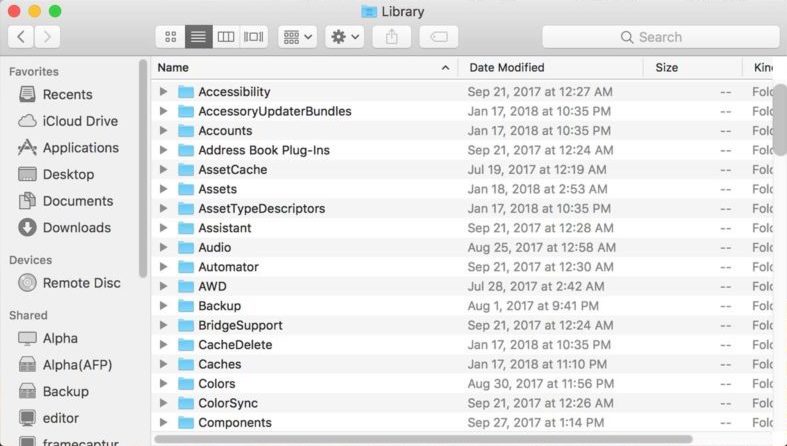 Library
Search
Favorites
Recents
iCloud Drive
Applications
Desktop
Documents
Downloads
Devices
Remote Disc
Shared
Alpha
Alpha(AFP)
Backup
editor
framecaptur
Name Date Modified Size Kin
Accessibility Sep 21, 2017 at 12:27 AM -- Fold
AccessoryUpdaterBundles Jan 17, 2018 at 10:35 PM -- Fold
Accounts Jan 17, 2018 at 10:35 PM -- Fold
Address Book Plug-Ins Sep 21, 2017 at 12:24 AM -- Fold
AssetCache Jul 19, 2017 at 12:19 AM -- Fold
Assets Jan 18, 2018 at 2:53 AM -- Fold
AssetTypeDescriptors Jan 17, 2018 at 10:35 PM -- Fold
Assistant Sep 21, 2017 at 12:28 AM -- Fold
Audio Aug 25, 2017 at 12:58 AM -- Fold
Automator Sep 21, 2017 at 12:30 AM -- Fold
AWD Jul 28, 2017 at 2:42 AM -- Fold
Backup Aug 1, 2017 at 9:41 PM -- Fold
BridgeSupport Sep 21, 2017 at 12:24 AM -- Fold
CacheDelete Jan 17, 2018 at 10:35 PM -- Fold
Caches Jan 17, 2018 at 11:10 PM -- Fold
Colors Aug 30, 2017 at 11:56 PM -- Fold
ColorSync Sep 21, 2017 at 12:26 AM -- Fold
Components Sep 27, 2017 at 1:14 PM -- Fold